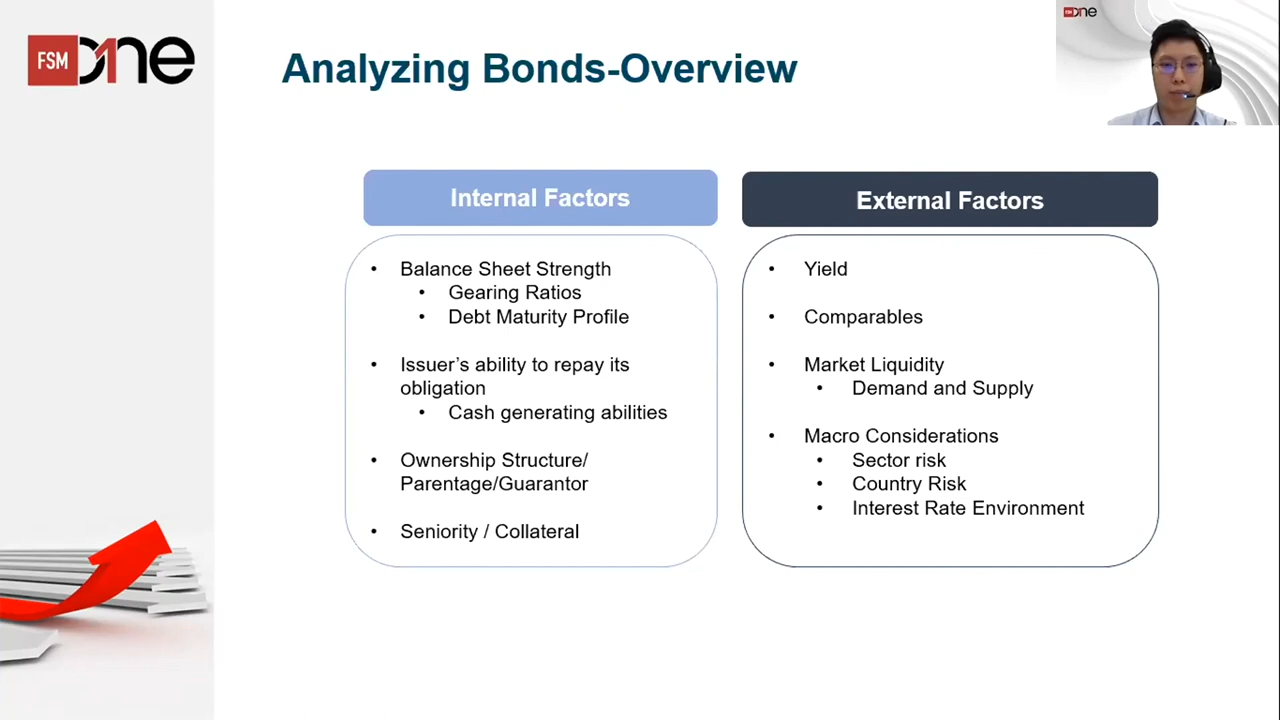 FSM
One
Analyzing Bonds-Overview
FSM One
Internal Factors
• Balance Sheet Strength
• Gearing Ratios
• Debt Maturity Profile
• Issuer’s ability to repay its
obligation
• Cash generating abilities
• Ownership Structure/
Parentage/Guarantor
• Seniority / Collateral
External Factors
• Yield
• Comparables
• Market Liquidity
• Demand and Supply
• Macro Considerations
• Sector risk
• Country Risk
• Interest Rate Environment